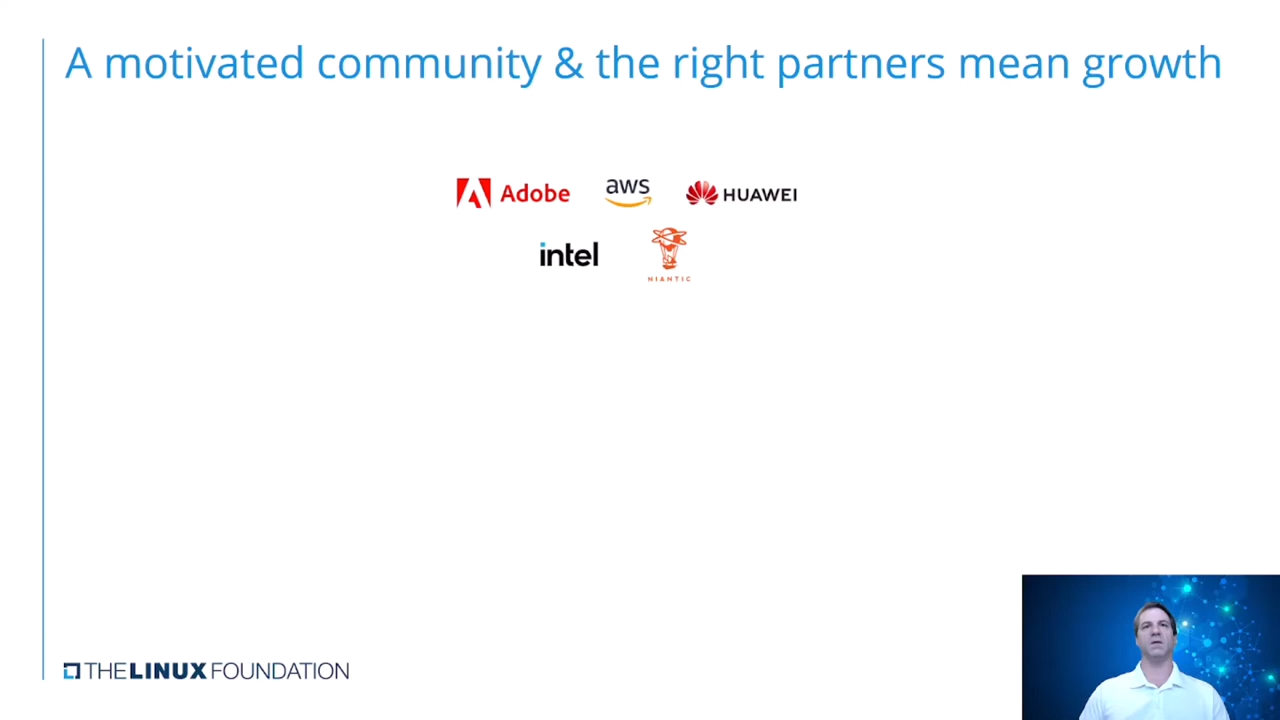 A motivated community & the right partners mean growth
Adobe aws HUAWEI
intel NIANTIC
THE LINUX FOUNDATION